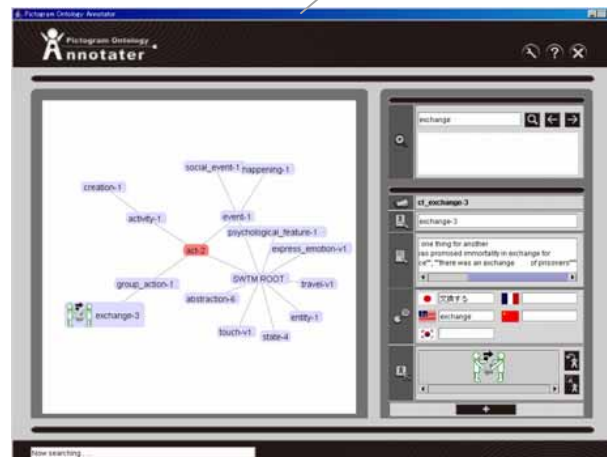 Pictogram Ontology Annotator
Pictogram Ontology
Annotater
?
exchange
social_event-1
happening-1
creation-1
activity-1
event-1
psychological_feature-1
express_emotion-v1
act-2
group_action-1
SWTM ROOT
travel-v1
abstraction-6
entity-1
exchange-3
touch-v1
state-4
ct_exchange-3
exchange-3
one thing for another
as promised immortality in exchange for
ce"", ""there was an exchange of prisoners""
交換する
exchange
+
Now searching . . .